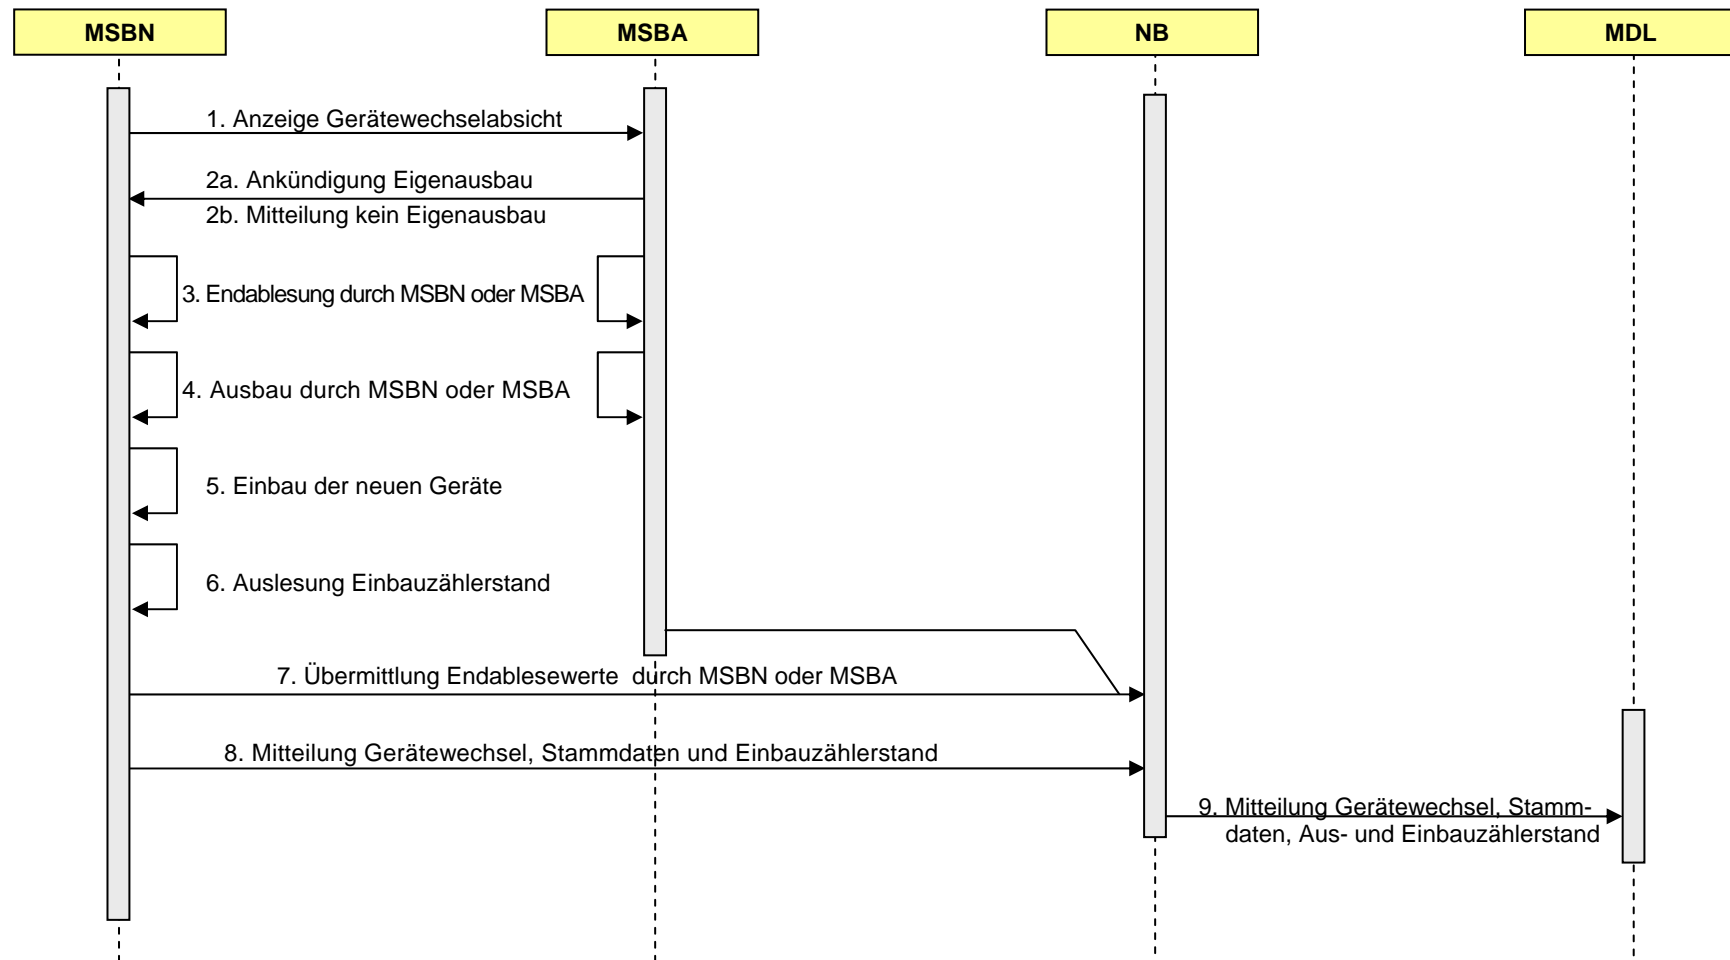 MSBN
MSBA
NB
MDL
1. Anzeige Gerätewechselabsicht
2a. Ankündigung Eigenausbau
2b. Mitteilung kein Eigenausbau
3. Endablesung durch MSBN oder MSBA
4. Ausbau durch MSBN oder MSBA
5. Einbau der neuen Geräte
6. Auslesung Einbauzählerstand
7. Übermittlung Endablesewerte durch MSBN oder MSBA
8. Mitteilung Gerätewechsel, Stammdaten und Einbauzählerstand
9. Mitteilung Gerätewechsel, Stamm-
daten, Aus- und Einbauzählerstand